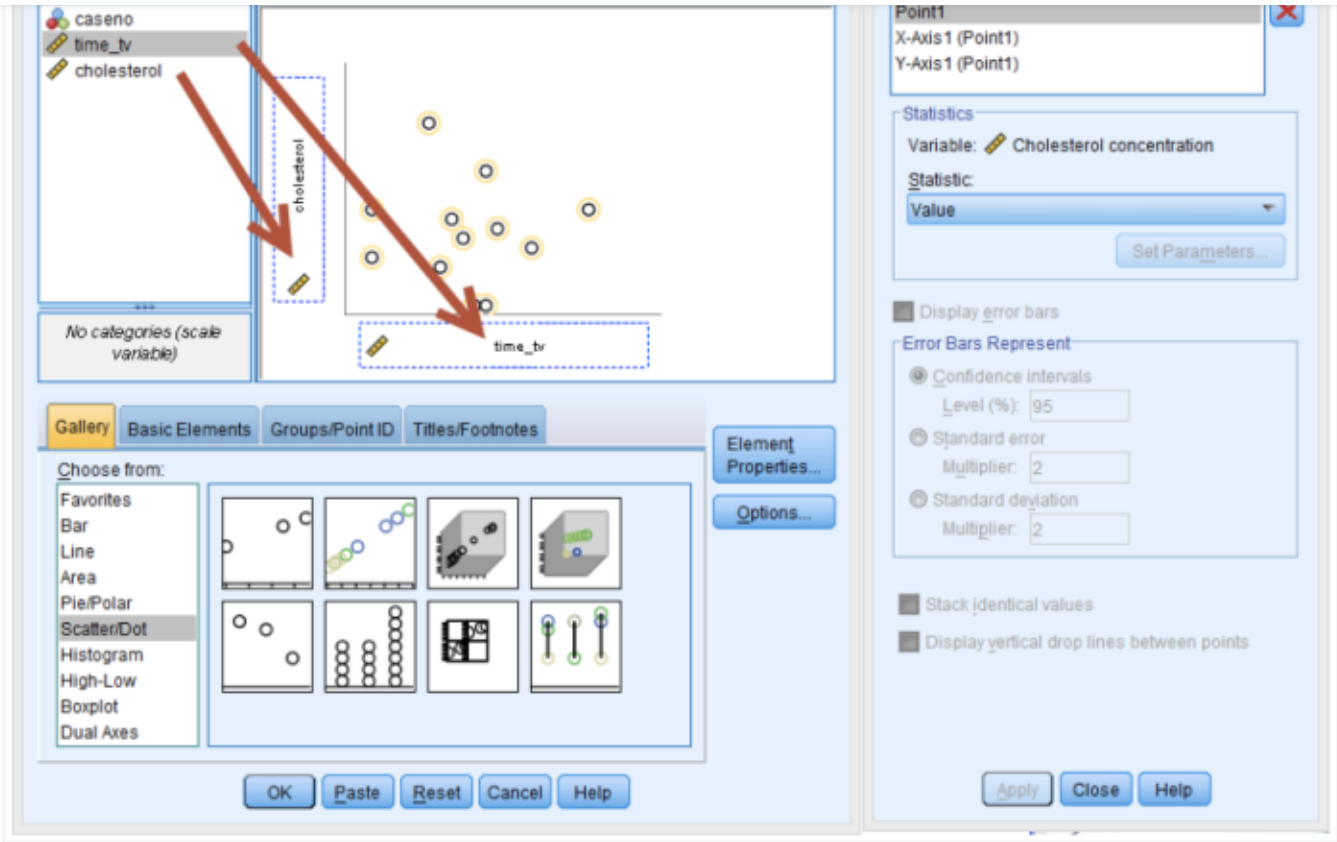 caseno
time_tv
cholesterol
No categories (scale
variable)
cholesterol
time_tv
Gallery
Basic Elements
Groups/Point ID
Titles/Footnotes
Choose from:
Favorites
Bar
Line
Area
Pie/Polar
Scatter/Dot
Histogram
High-Low
Boxplot
Dual Axes
Element
Properties...
Options...
OK
Paste
Reset
Cancel
Help
Point1
X-Axis1 (Point1)
Y-Axis1 (Point1)
Statistics
Variable: Cholesterol concentration
Statistic:
Value
Set Parameters...
Display error bars
Error Bars Represent
Confidence intervals
Level (%): 95
Standard error
Multiplier: 2
Standard deviation
Multiplier: 2
Stack identical values
Display vertical drop lines between points
Apply
Close
Help